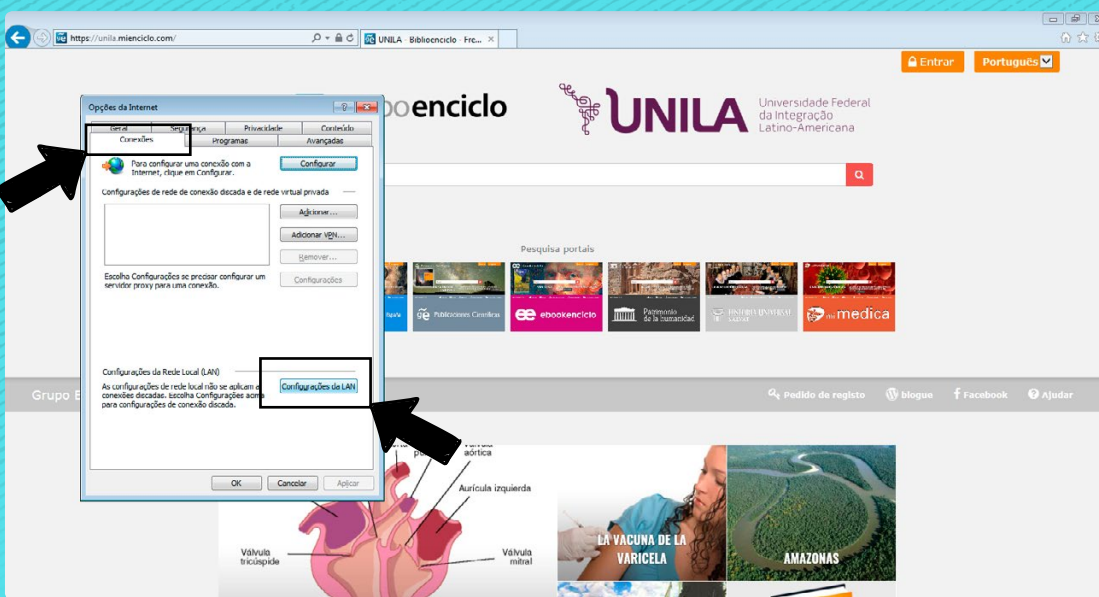 https://unila.mienciclo.com/
UNILA - Biblioenciclo - Fre...
Entrar
Português
Opções da Internet
Geral
Segurança
Privacidade
Conteúdo
Conexões
Programas
Avançadas
Para configurar uma conexão com a
Internet, clique em Configurar.
Configurar
Configurações de rede de conexão discada e de rede virtual privada
Adicionar...
Adicionar VPN...
Remover...
Escolha Configurações se precisar configurar um
servidor proxy para uma conexão.
Configurações
Configurações da Rede Local (LAN)
As configurações de rede local não se aplicam a
conexões discadas. Escolha Configurações acima
para configurações de conexão discada.
Configurações da LAN
OK
Cancelar
Aplicar
oenciclo
UNILA
Universidade Federal
da Integração
Latino-Americana
Pesquisa portais
Publicaciones Científicas
ee ebookenciclo
Patrimonio
de la humanidad
HISTORIA UNIVERSAL
medica
Grupo E
Pedido de registo
blogue
Facebook
Ajudar
aórtica
Aurícula izquierda
Válvula
tricúspide
Válvula
mitral
LA VACUNA DE LA
VARICELA
AMAZONAS